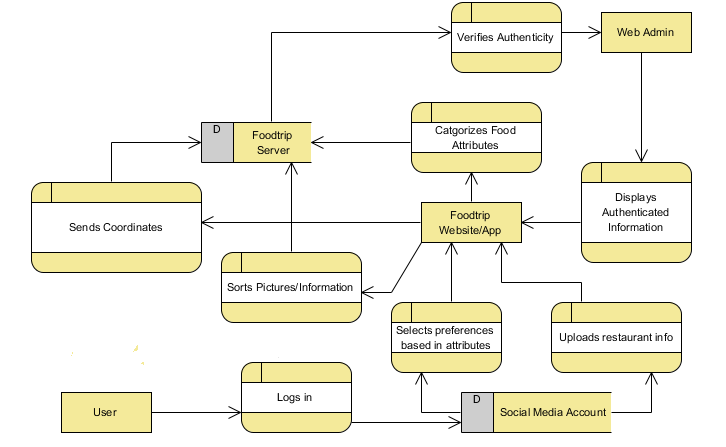 Verifies Authenticity
Web Admin
D
Foodtrip
Server
Catgorizes Food
Attributes
Displays
Authenticated
Information
Foodtrip
Website/App
Sends Coordinates
Sorts Pictures/Information
Selects preferences
based in attributes
Uploads restaurant info
User
Logs in
D
Social Media Account